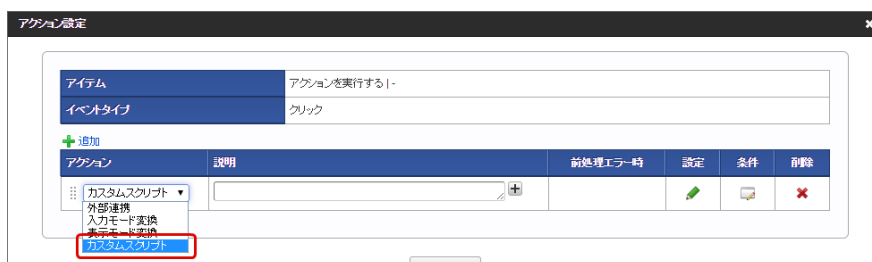 アクション設定
アイテム アクションを実行する | -
イベントタイプ クリック
追加
アクション 説明 前処理エラー時 設定 条件 削除
カスタムスクリプト
外部連携
入力モード変換
表示モード変換
カスタムスクリプト